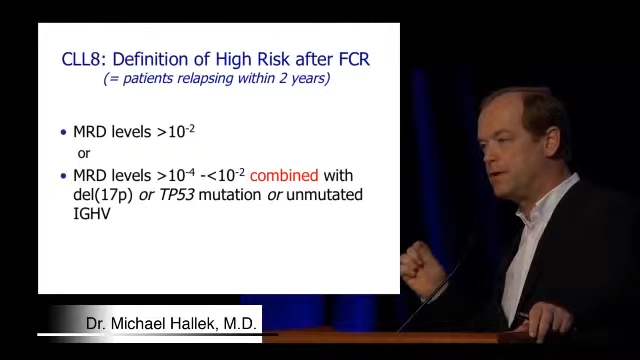 CLL8: Definition of High Risk after FCR
(= patients relapsing within 2 years)
• MRD levels >10⁻²
or
• MRD levels >10⁻⁴ -<10⁻² combined with
del(17p) or TP53 mutation or unmutated
IGHV
Dr. Michael Hallek, M.D.